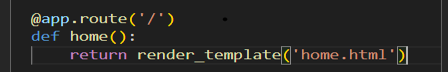 @app.route('/')
def home():
    return render_template('home.html')